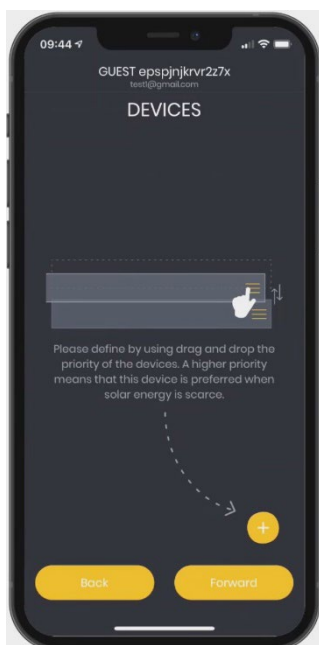 09:44
GUEST epspjnjkrvr2z7x
test1@gmail.com
DEVICES
Please define by using drag and drop the
priority of the devices. A higher priority
means that this device is preferred when
solar energy is scarce.
+
Back
Forward